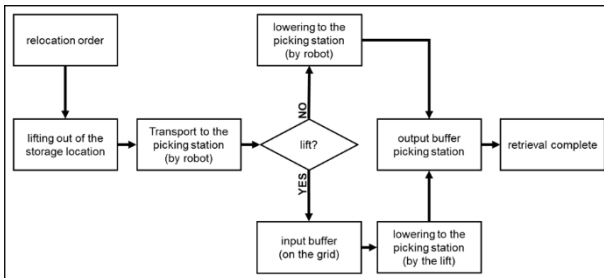 relocation order
lowering to the
picking station
(by robot)
NO
lifting out of the
storage location
Transport to the
picking station
(by robot)
lift?
output buffer
picking station
retrieval complete
YES
input buffer
(on the grid)
lowering to the
picking station
(by the lift)